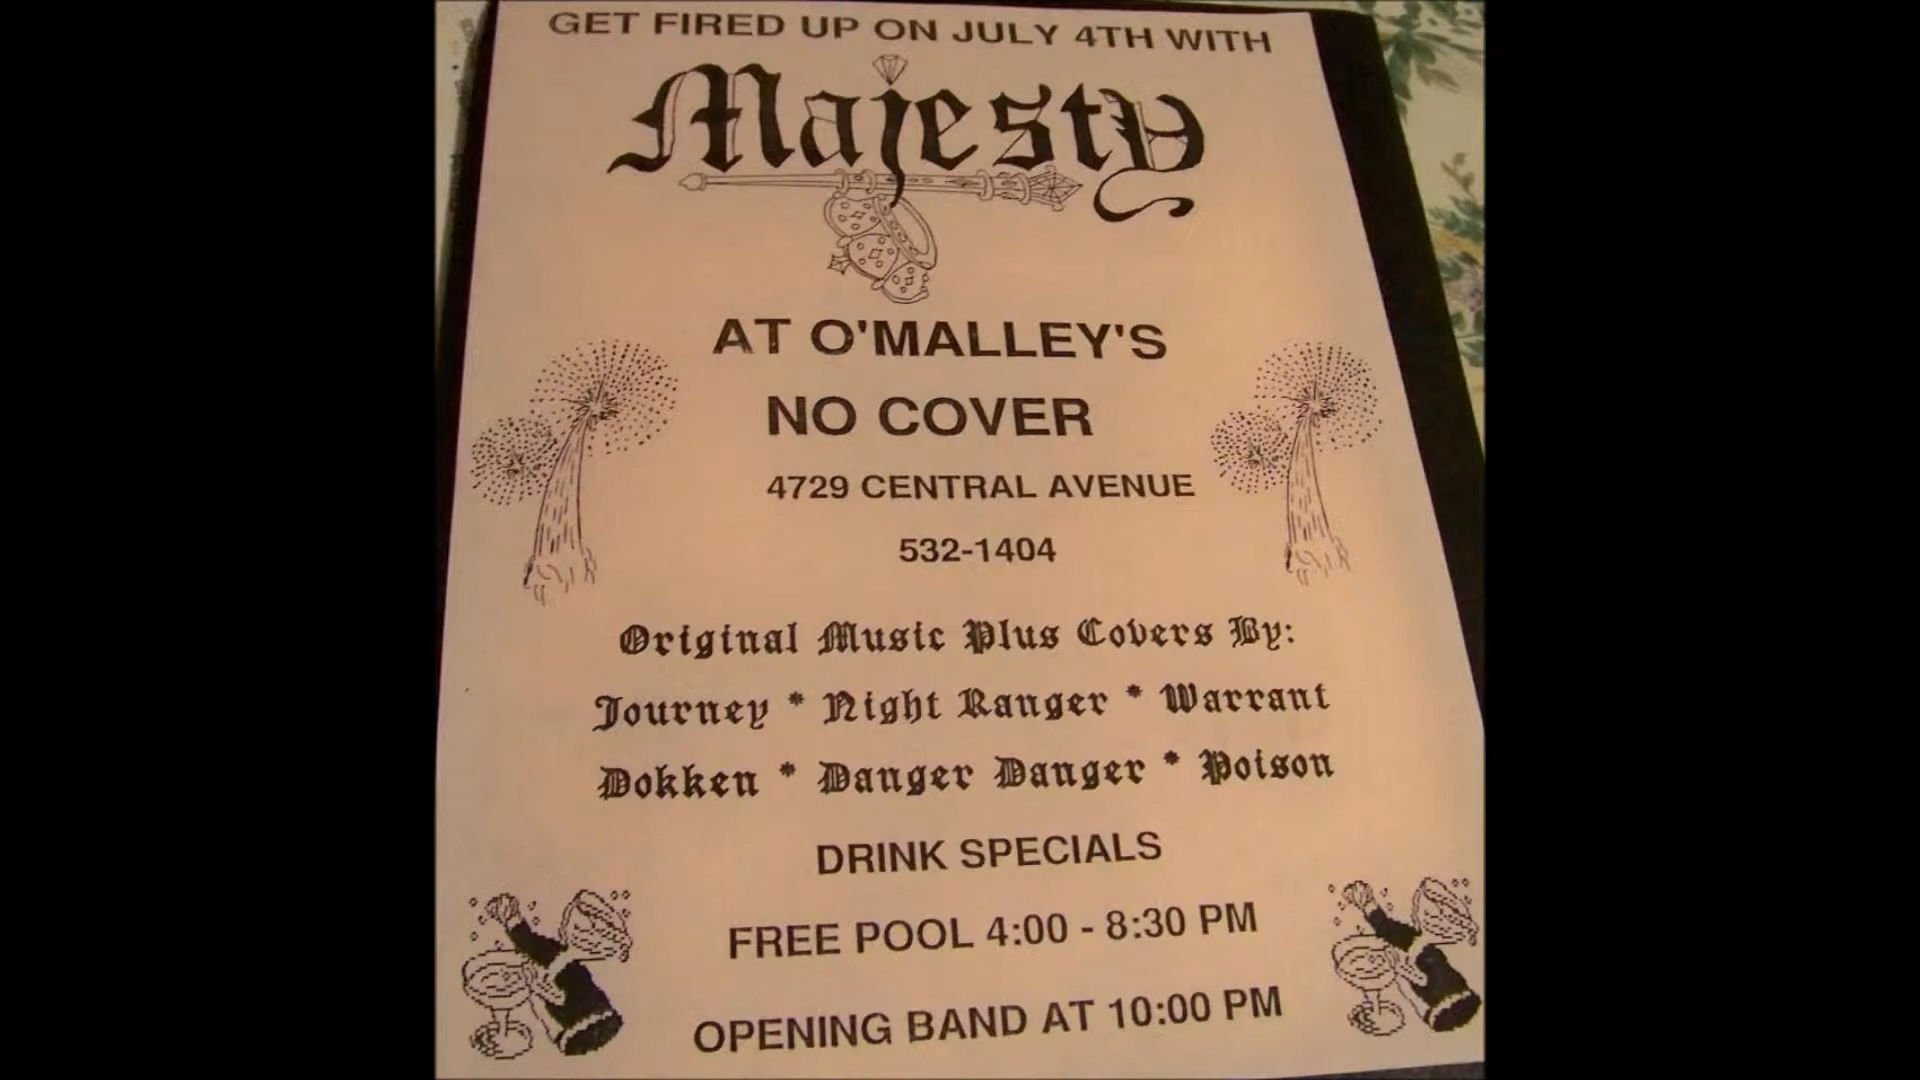 GET FIRED UP ON JULY 4TH WITH
Majesty
AT O'MALLEY'S
NO COVER
4729 CENTRAL AVENUE
532-1404
Original Music Plus Covers By:
Journey * Night Ranger * Warrant
Dokken * Danger Danger * Poison
DRINK SPECIALS
FREE POOL 4:00 - 8:30 PM
OPENING BAND AT 10:00 PM